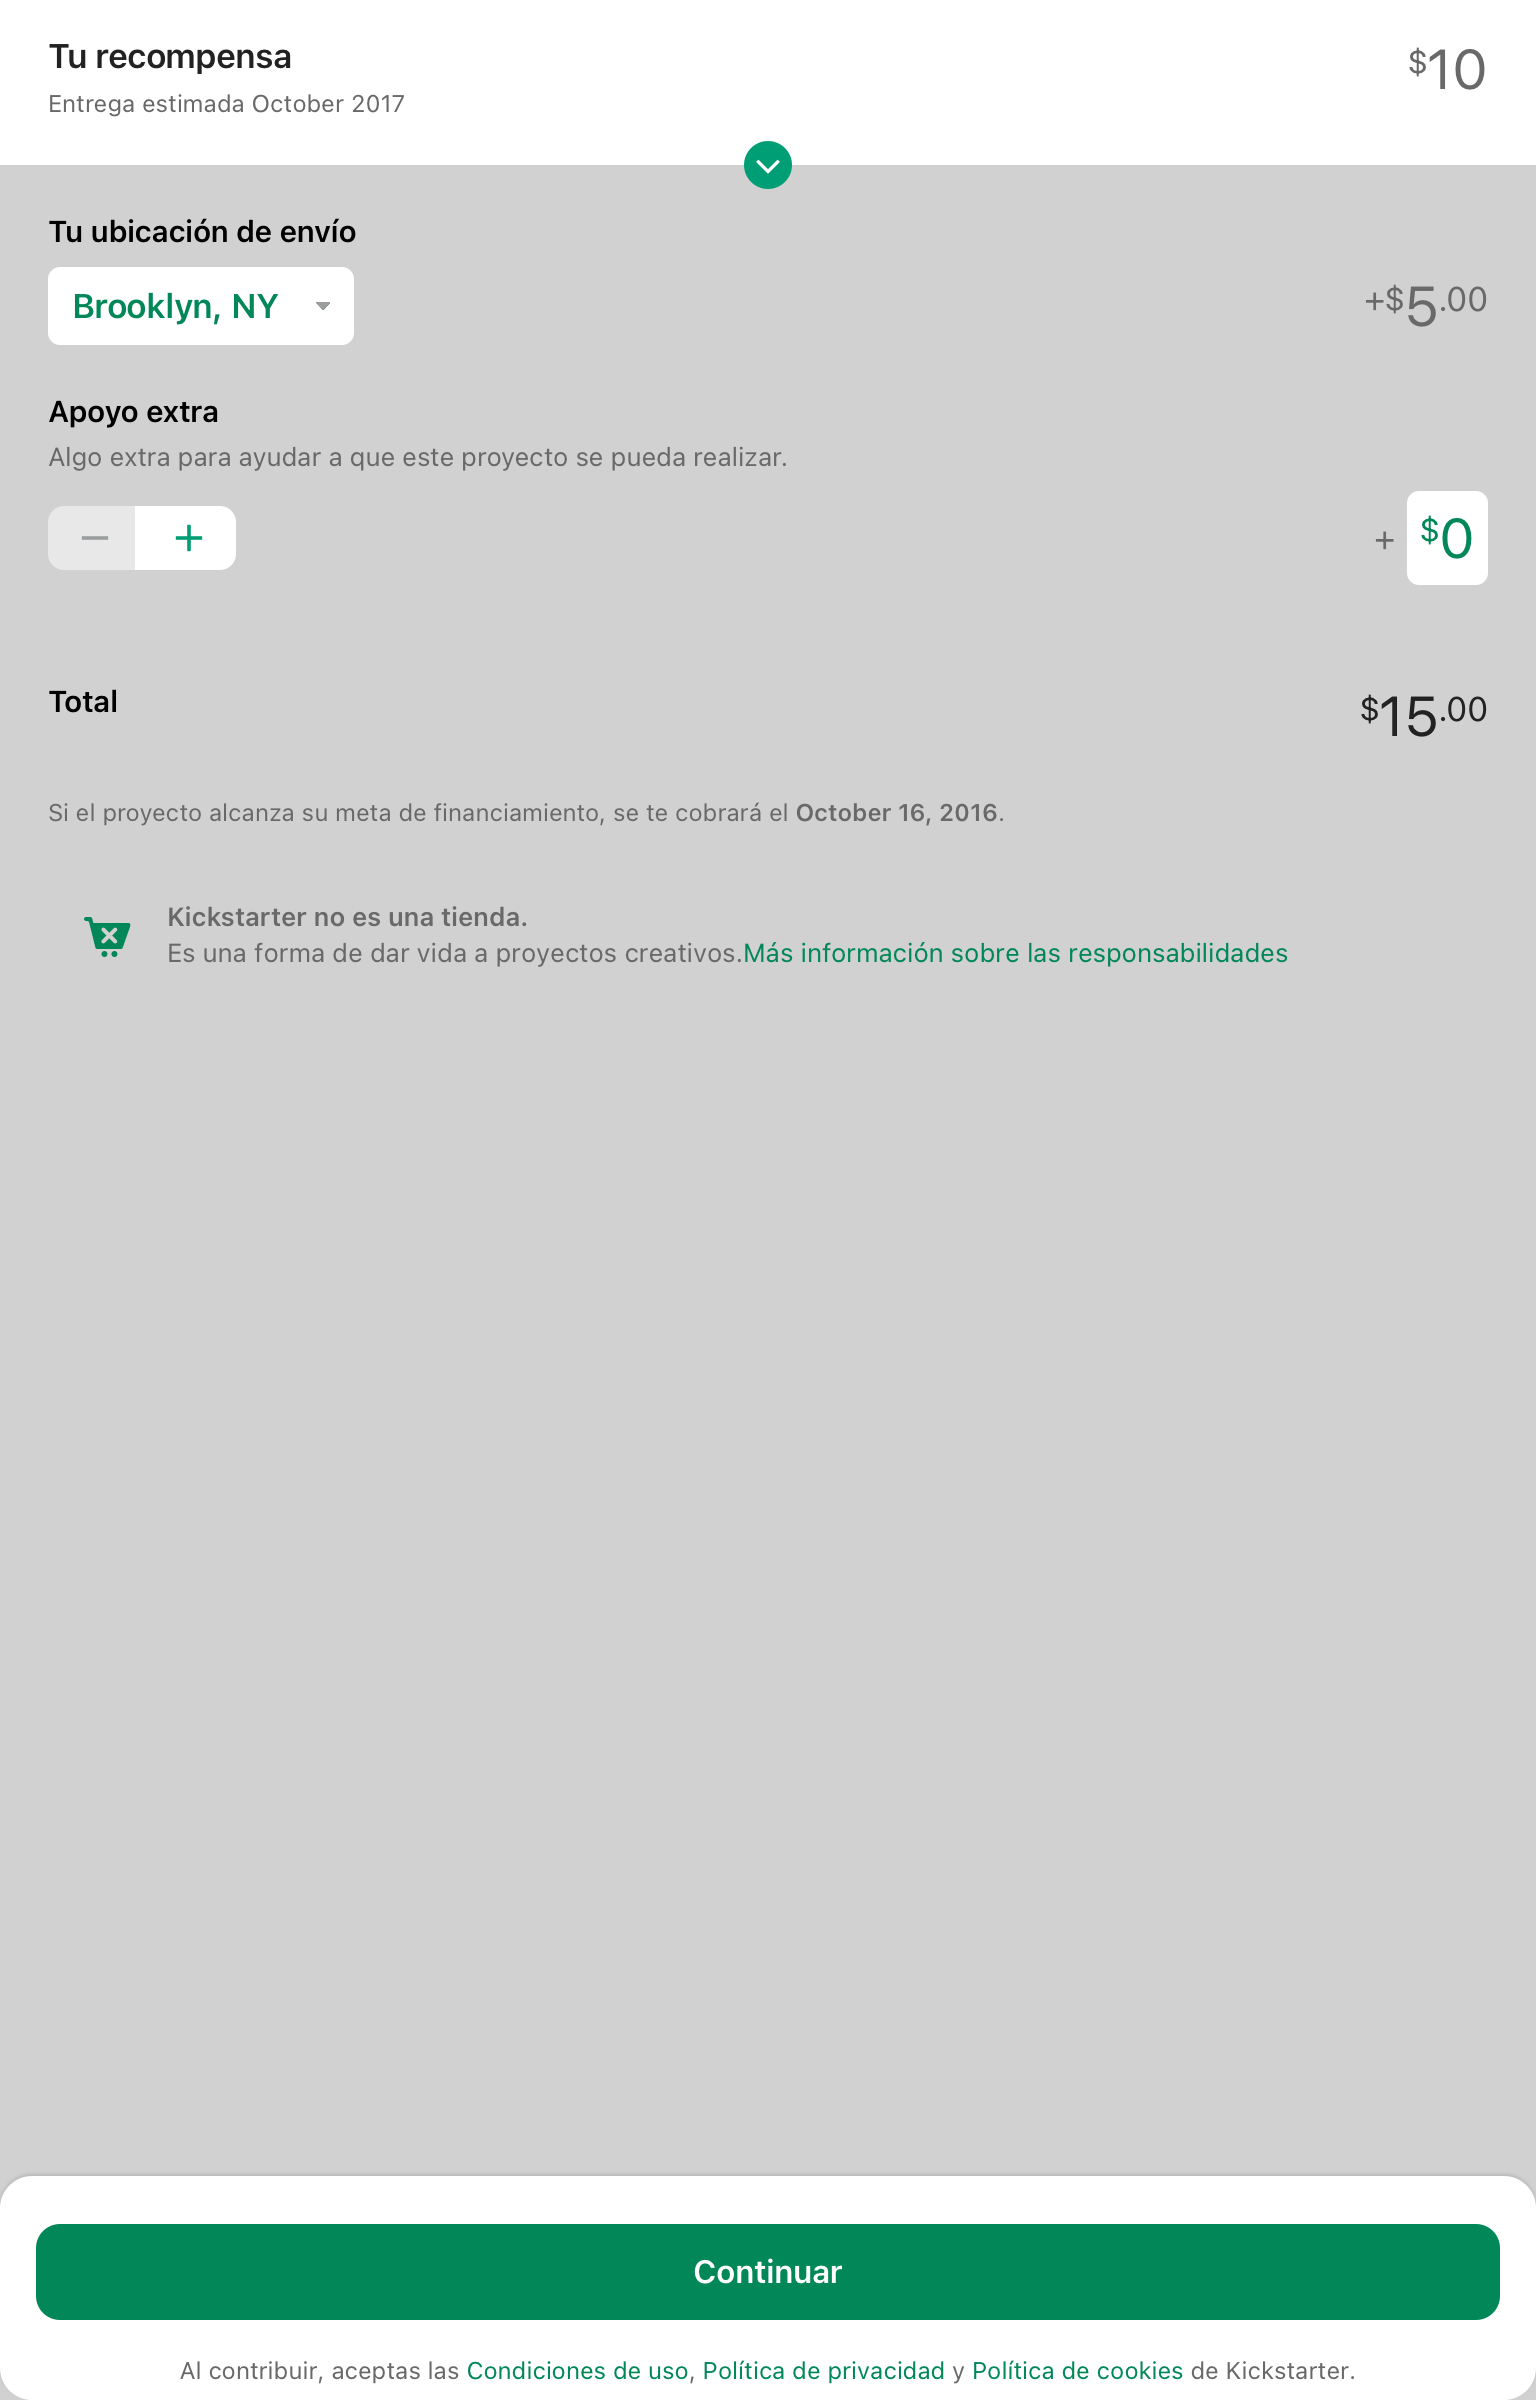 Tu recompensa
$10
Entrega estimada October 2017
Tu ubicación de envío
Brooklyn, NY
+$5.00
Apoyo extra
Algo extra para ayudar a que este proyecto se pueda realizar.
+ $0
Total
$15.00
Si el proyecto alcanza su meta de financiamiento, se te cobrará el October 16, 2016.
Kickstarter no es una tienda.
Es una forma de dar vida a proyectos creativos.Más información sobre las responsabilidades
Continuar
Al contribuir, aceptas las Condiciones de uso, Política de privacidad y Política de cookies de Kickstarter.